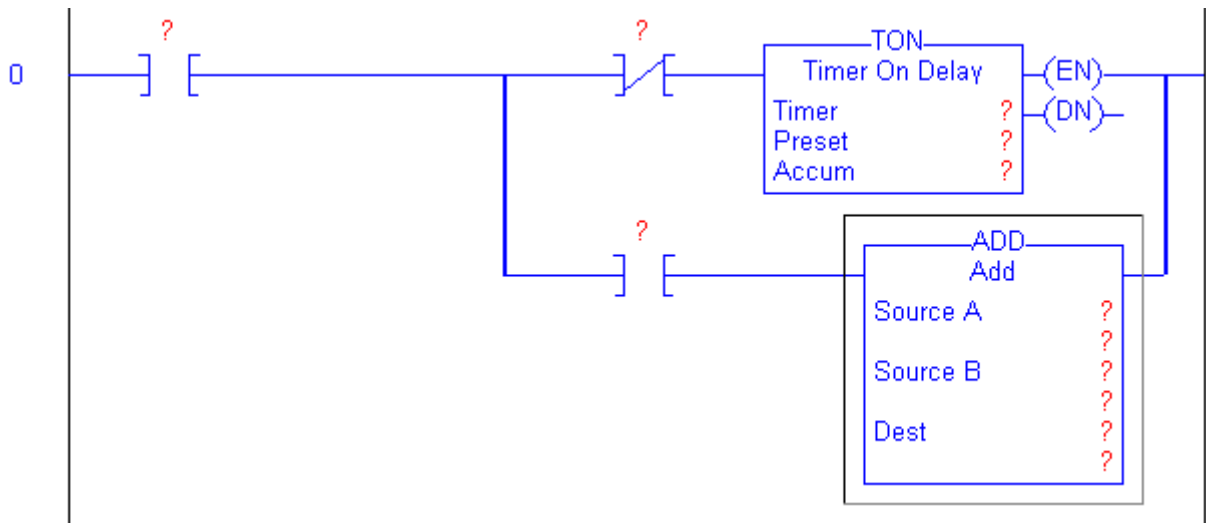 ? ?
0
TON
Timer On Delay (EN)
Timer ? (DN)
Preset ?
Accum ?
?
ADD
Add
Source A ?
?
Source B ?
?
Dest ?
?